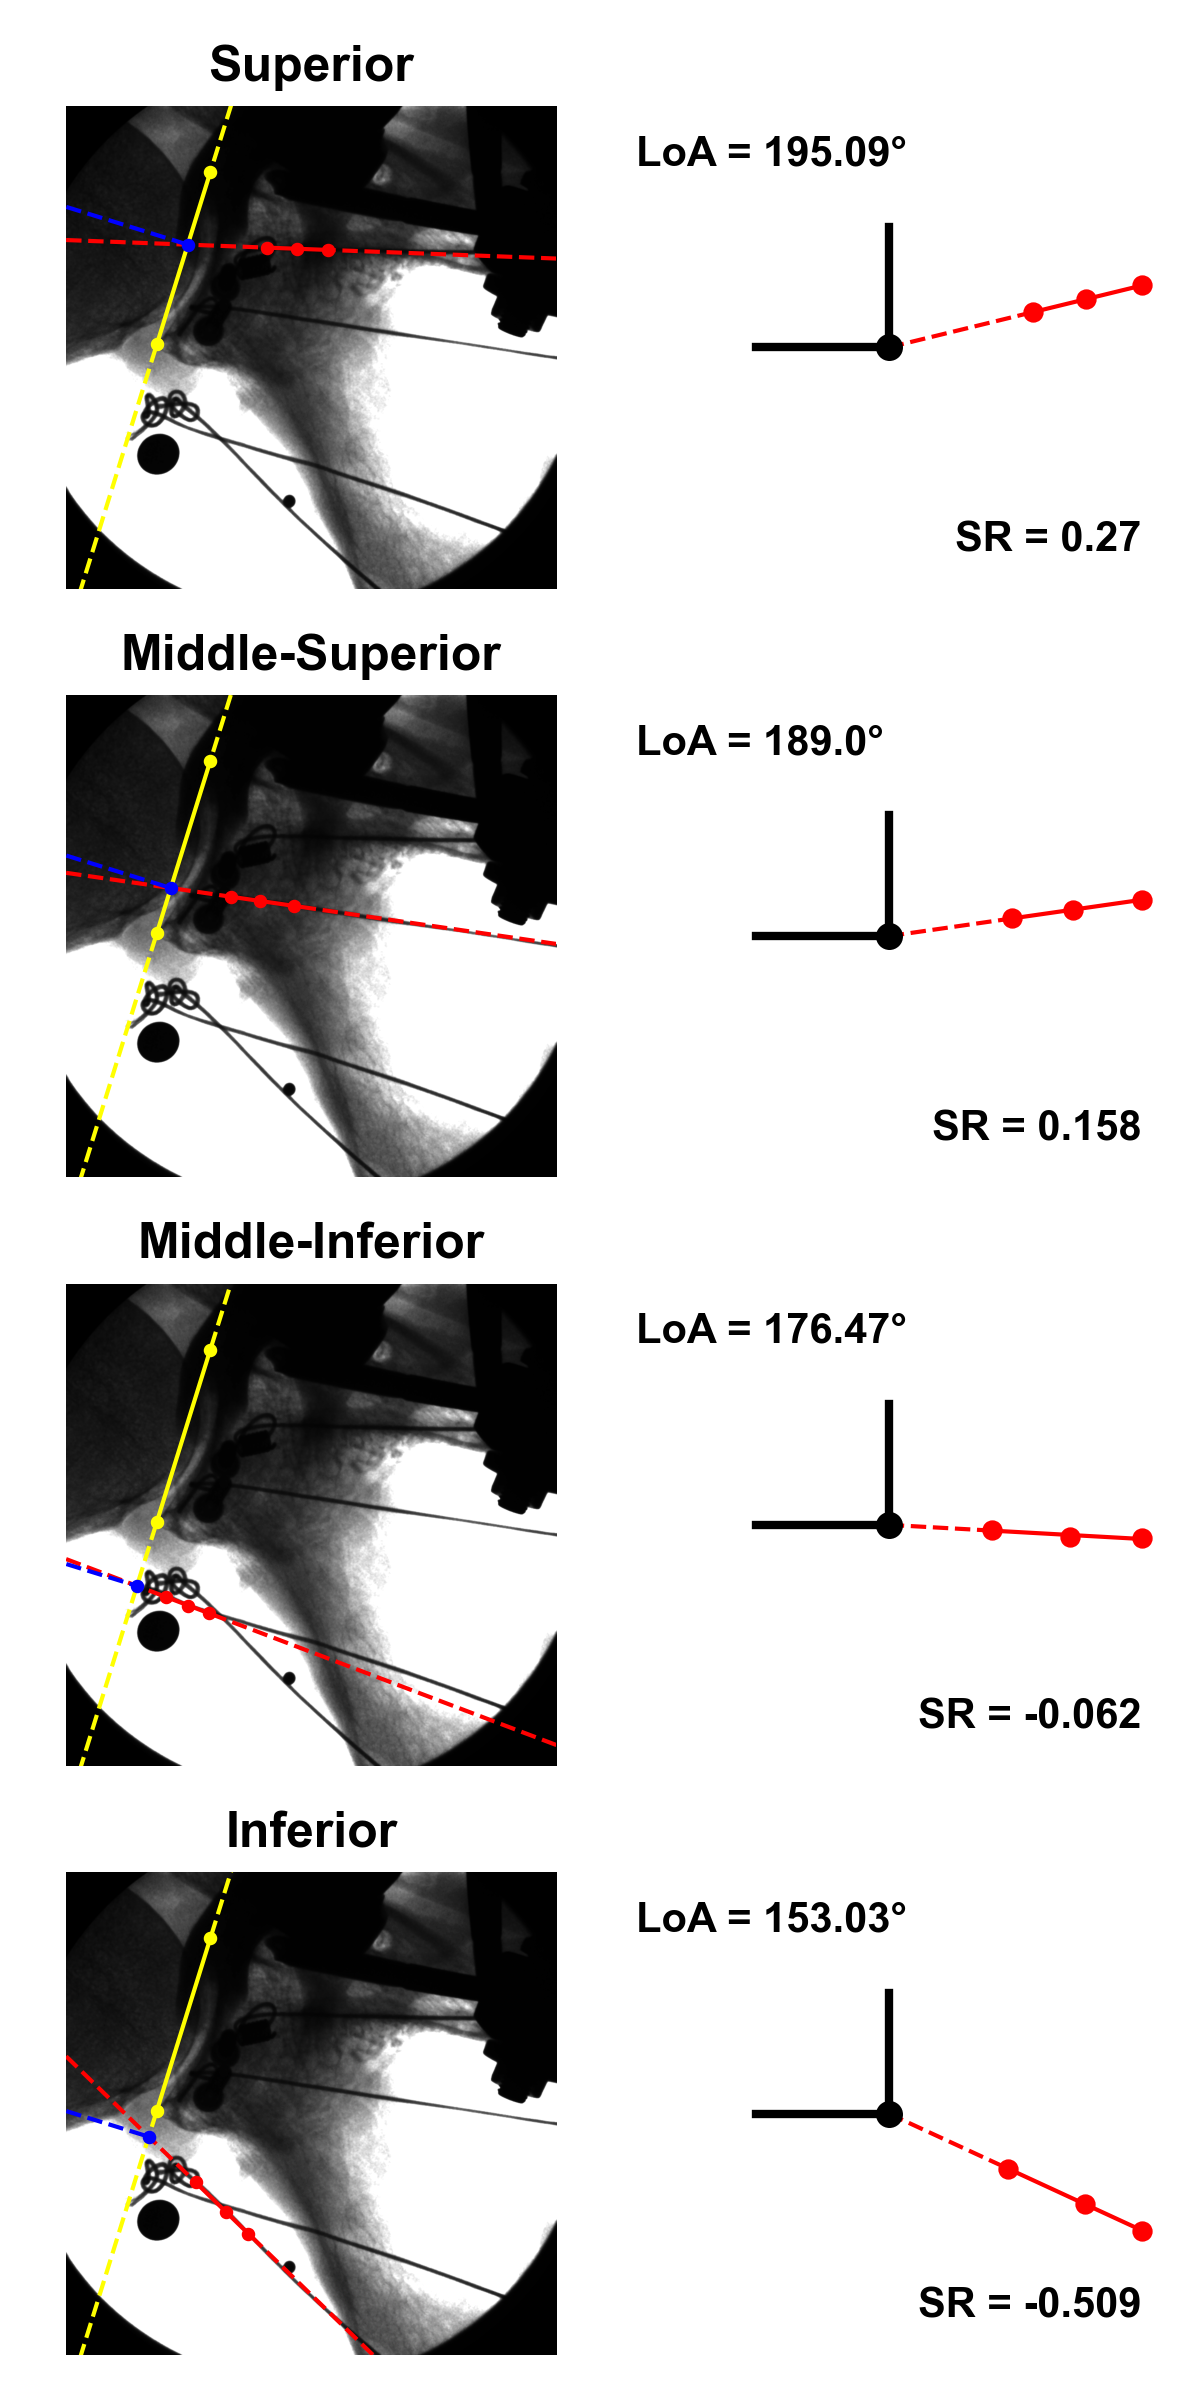 Superior
LoA = 195.09°
SR = 0.27
Middle-Superior
LoA = 189.0°
SR = 0.158
Middle-Inferior
LoA = 176.47°
SR = -0.062
Inferior
LoA = 153.03°
SR = -0.509